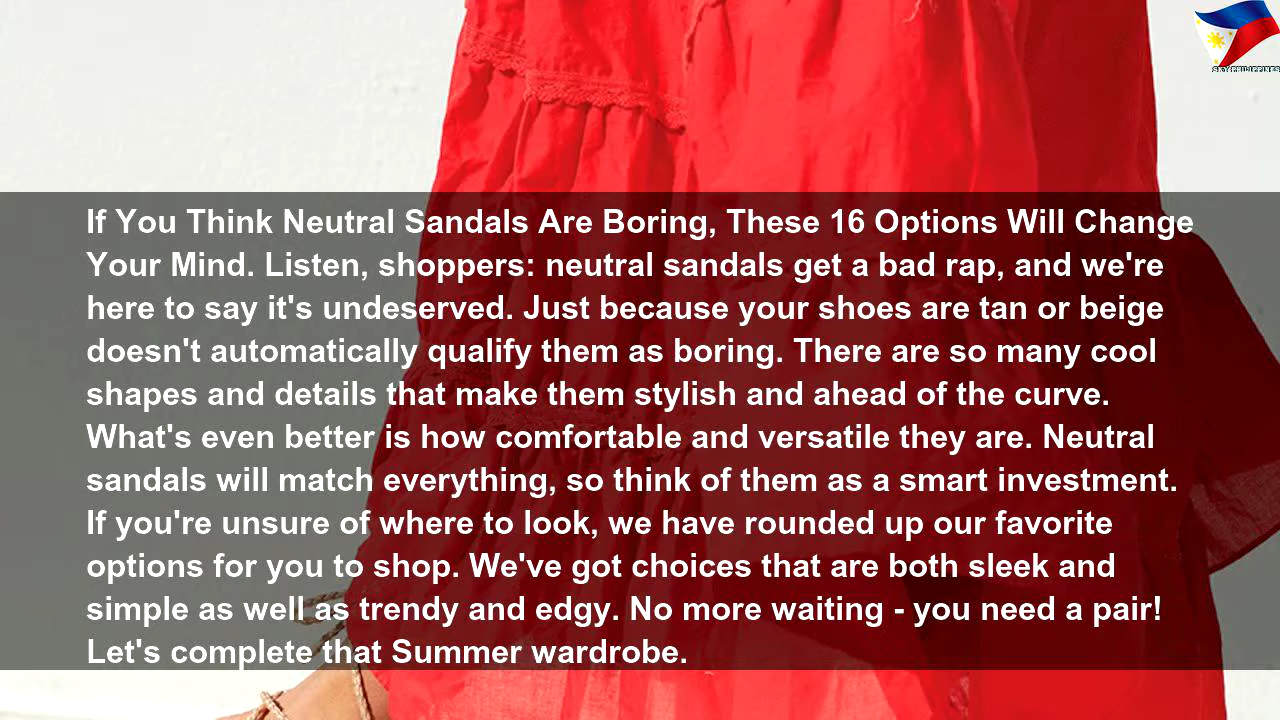 SKYPHILIPPINES
If You Think Neutral Sandals Are Boring, These 16 Options Will Change
Your Mind. Listen, shoppers: neutral sandals get a bad rap, and we're
here to say it's undeserved. Just because your shoes are tan or beige
doesn't automatically qualify them as boring. There are so many cool
shapes and details that make them stylish and ahead of the curve.
What's even better is how comfortable and versatile they are. Neutral
sandals will match everything, so think of them as a smart investment.
If you're unsure of where to look, we have rounded up our favorite
options for you to shop. We've got choices that are both sleek and
simple as well as trendy and edgy. No more waiting - you need a pair!
Let's complete that Summer wardrobe.